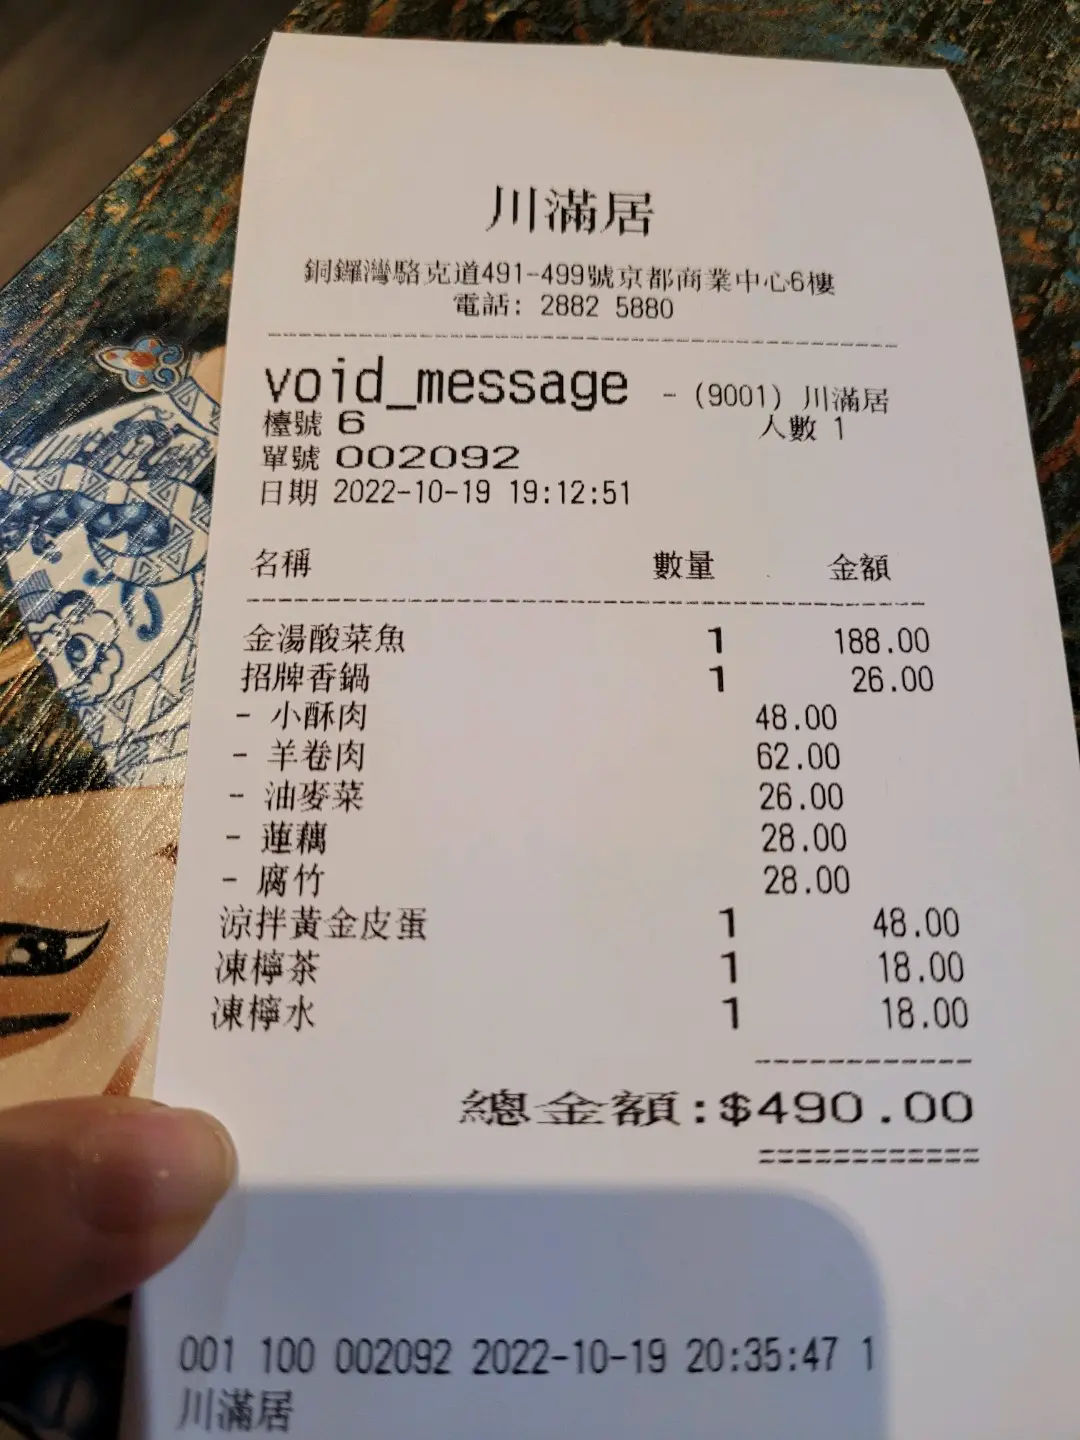 川滿居
銅鑼灣駱克道491-499號京都商業中心6樓
電話: 2882 5880
void_message - (9001) 川滿居
檯號 6 人數 1
單號 002092
日期 2022-10-19 19:12:51
名稱 數量 金額
金湯酸菜魚 1 188.00
招牌香鍋 1 26.00
- 小酥肉 48.00
- 羊卷肉 62.00
- 油麥菜 26.00
- 蓮藕 28.00
- 腐竹 28.00
涼拌黃金皮蛋 1 48.00
凍檸茶 1 18.00
凍檸水 1 18.00
總金額:$490.00
001 100 002092 2022-10-19 20:35:47 1
川滿居